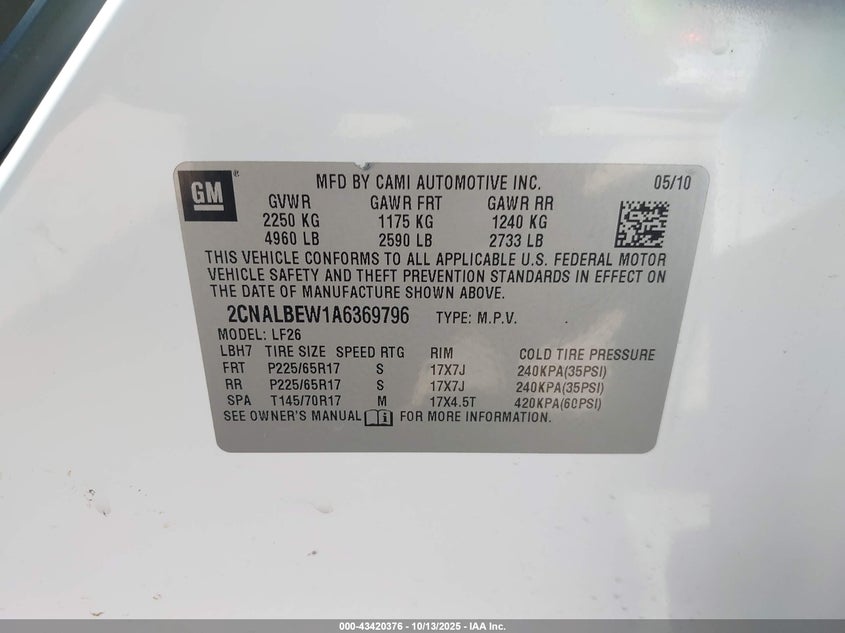 GM ® MFD BY CAMI AUTOMOTIVE INC. 05/10
GVWR GAWR FRT GAWR RR
2250 KG 1175 KG 1240 KG
4960 LB 2590 LB 2733 LB
THIS VEHICLE CONFORMS TO ALL APPLICABLE U.S. FEDERAL MOTOR
VEHICLE SAFETY AND THEFT PREVENTION STANDARDS IN EFFECT ON
THE DATE OF MANUFACTURE SHOWN ABOVE.
2CNALBEW1A6369796 TYPE: M.P.V.
MODEL: LF26
LBH7 TIRE SIZE SPEED RTG RIM COLD TIRE PRESSURE
FRT P225/65R17 S 17X7J 240KPA(35PSI)
RR P225/65R17 S 17X7J 240KPA(35PSI)
SPA T145/70R17 M 17X4.5T 420KPA(60PSI)
SEE OWNER'S MANUAL FOR MORE INFORMATION.
000-43420376 - 10/13/2025 - IAA Inc.